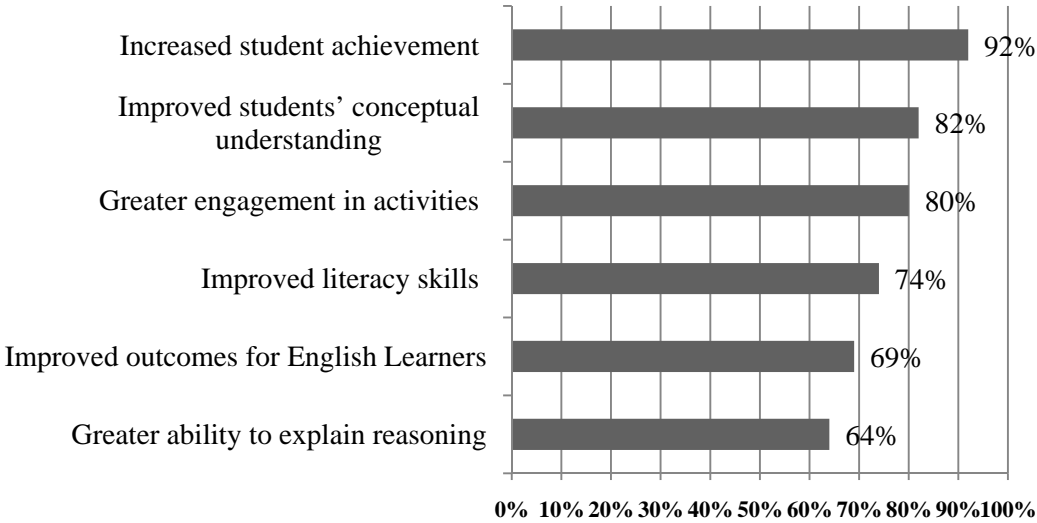 Increased student achievement 92%
Improved students’ conceptual
understanding 82%
Greater engagement in activities 80%
Improved literacy skills 74%
Improved outcomes for English Learners 69%
Greater ability to explain reasoning 64%
0% 10% 20% 30% 40% 50% 60% 70% 80% 90% 100%